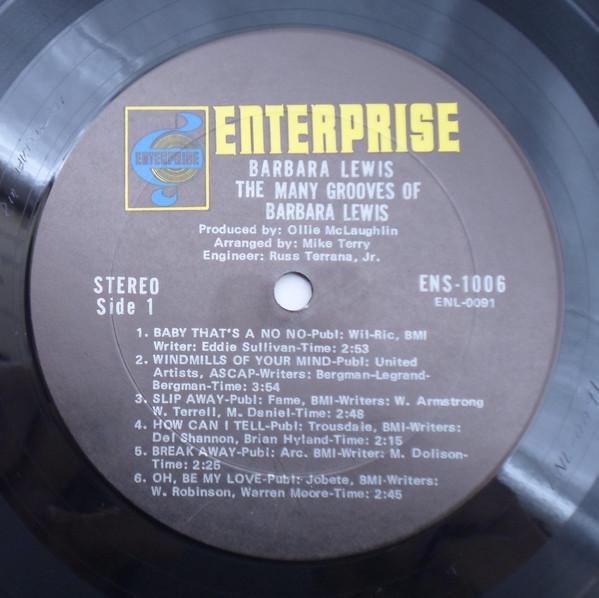 ENTERPRISE
ENTERPRISE
BARBARA LEWIS
THE MANY GROOVES OF
BARBARA LEWIS
Produced by: Ollie McLaughlin
Arranged by: Mike Terry
Engineer: Russ Terrana, Jr.
STEREO
Side 1
ENS-1006
ENL-0091
1. BABY THAT'S A NO NO-Publ: Wil-Ric, BMI
Writer: Eddie Sullivan-Time: 2:53
2. WINDMILLS OF YOUR MIND-Publ: United
Artists, ASCAP-Writers: Bergman-Legrand-
Bergman-Time: 3:54
3. SLIP AWAY-Publ: Fame, BMI-Writers: W. Armstrong
W. Terrell, M. Daniel-Time: 2:48
4. HOW CAN I TELL-Publ: Trousdale, BMI-Writers:
Del Shannon, Brian Hyland-Time: 2:15
5. BREAK AWAY-Publ: Arc. BMI-Writer: M. Dollison-
Time: 2:26
6. OH, BE MY LOVE-Publ: Jobete, BMI-Writers:
W. Robinson, Warren Moore-Time: 2:45